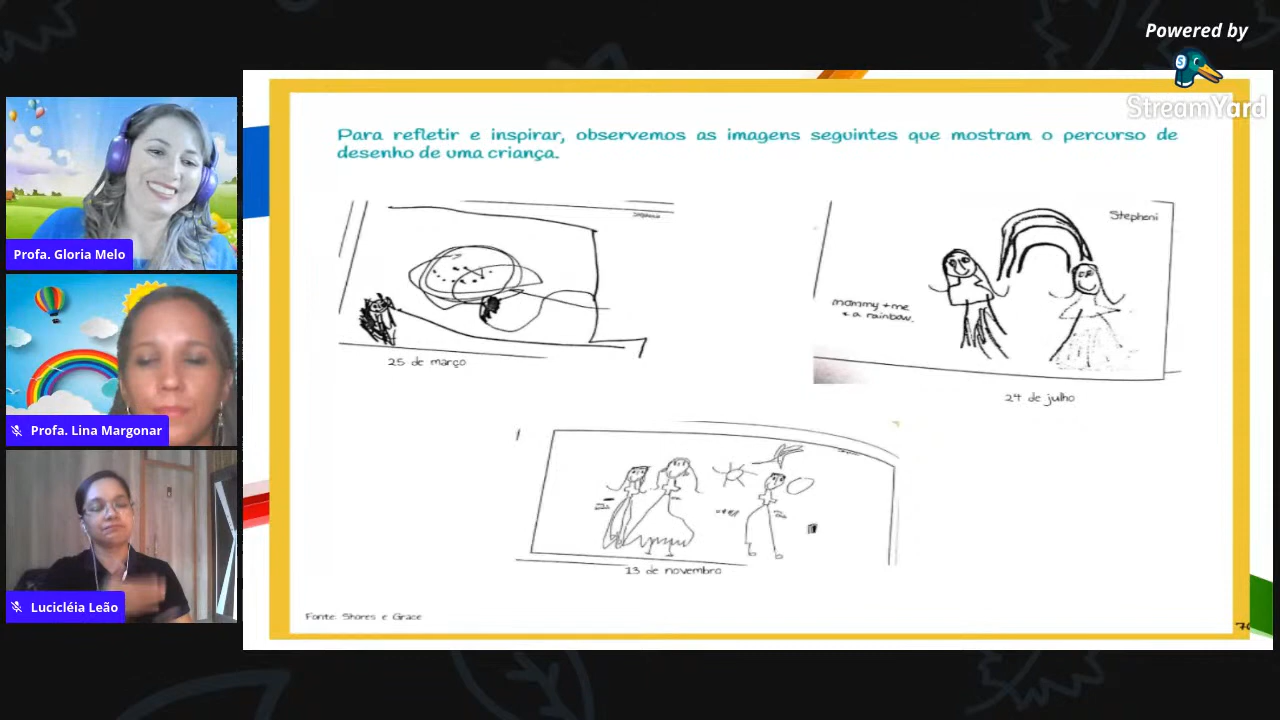 Powered by
StreamYard
Para refletir e inspirar, observemos as imagens seguintes que mostram o percurso de
desenho de uma criança.
25 de março
Stepheni
mommy + me
+ a rainbow.
24 de julho
13 de novembro
Fonte: Shores e Grace
Profa. Gloria Melo
Profa. Lina Margonar
Lucicléia Leão